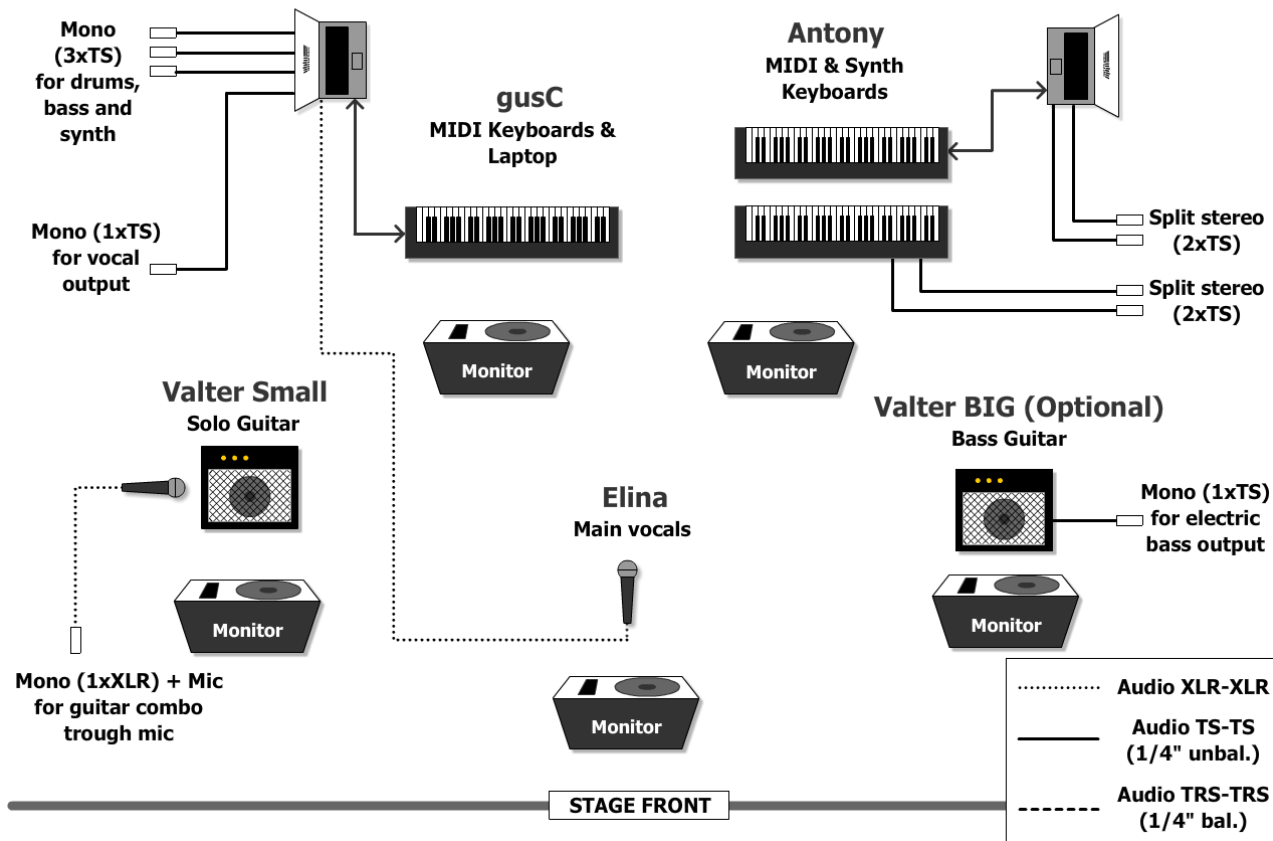 Mono
(3xTS)
for drums,
bass and
synth
gusC
MIDI Keyboards &
Laptop
Antony
MIDI & Synth
Keyboards
Mono (1xTS)
for vocal
output
Split stereo
(2xTS)
Split stereo
(2xTS)
Monitor
Monitor
Valter Small
Solo Guitar
Valter BIG (Optional)
Bass Guitar
Elina
Main vocals
Mono (1xTS)
for electric
bass output
Monitor
Monitor
Mono (1xXLR) + Mic
for guitar combo
trough mic
Monitor
Audio XLR-XLR
Audio TS-TS
(1/4" unbal.)
Audio TRS-TRS
(1/4" bal.)
STAGE FRONT